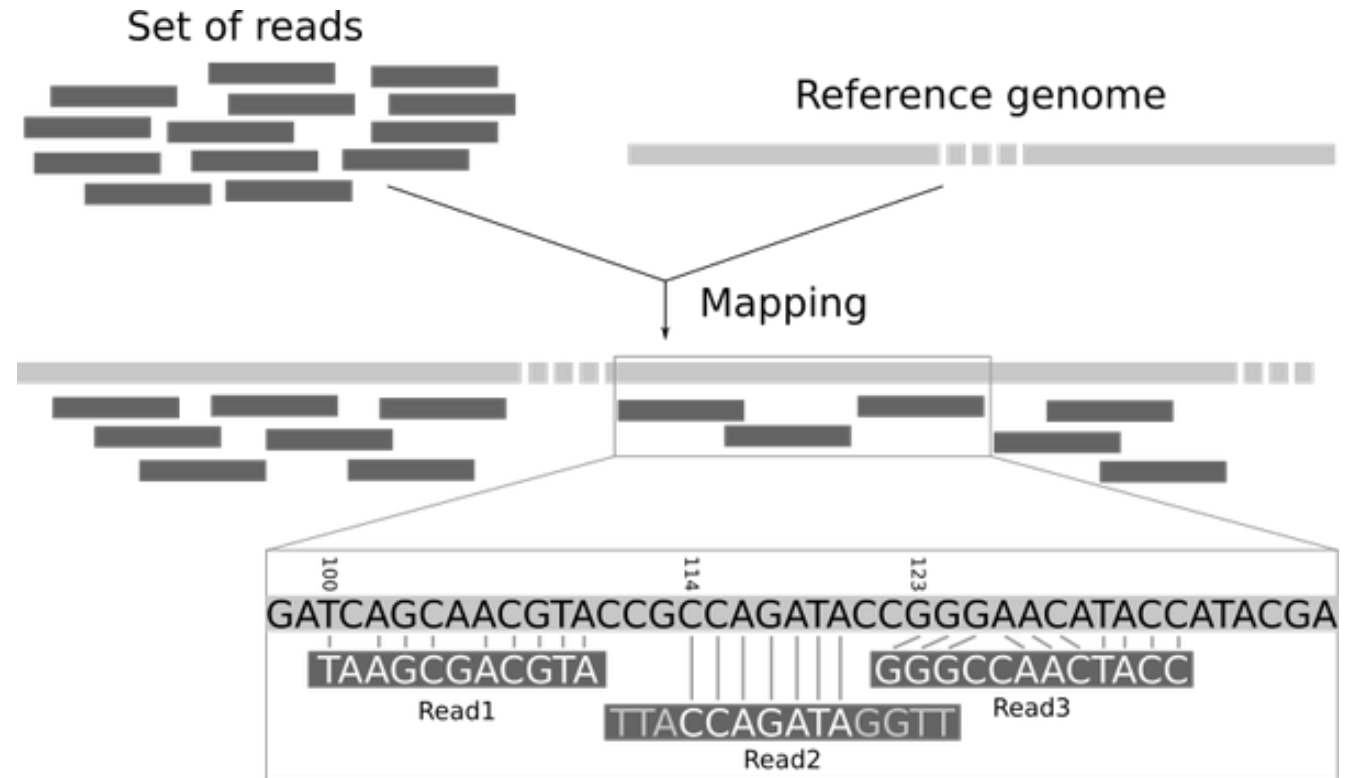 Set of reads
Reference genome
Mapping
100 114 123
GATCAGCAACGTACCGCCAGATACCGGGAACATACCATACGA
TAAGCGACGTA
GGGCCAACTACC
Read1
Read3
TTACCAGATAGGTT
Read2